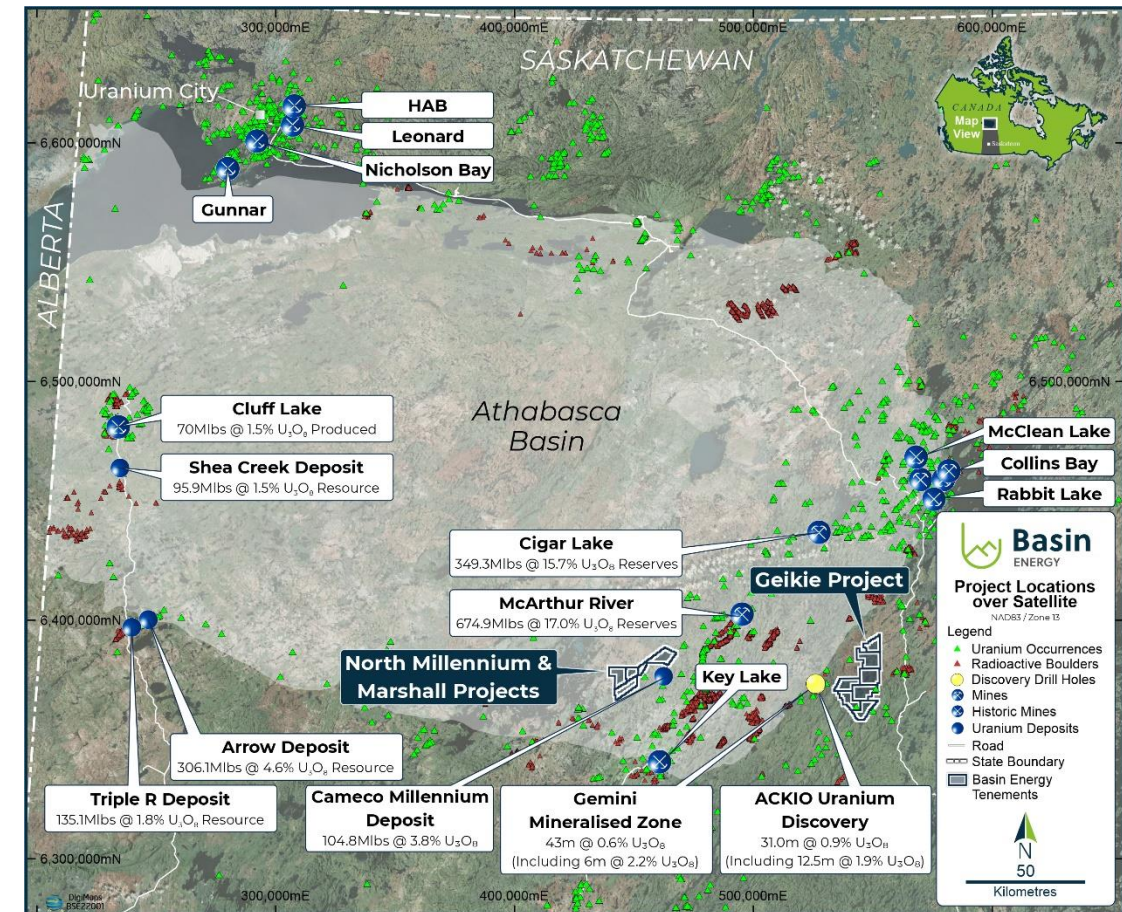 300,000mE
400,000mE
500,000mE
600,000mE
SASKATCHEWAN
CANADA
Map
View
Saskatoon
Uranium City
HAB
Leonard
6,600,000mN
6,600,000mN
Nicholson Bay
Gunnar
ALBERTA
6,500,000mN
6,500,000mN
Cluff Lake
70Mlbs @ 1.5% U₃O₈ Produced
Athabasca
Basin
Shea Creek Deposit
95.9Mlbs @ 1.5% U₃O₈ Resource
McClean Lake
Collins Bay
Rabbit Lake
Cigar Lake
349.3Mlbs @ 15.7% U₃O₈ Reserves
McArthur River
674.9Mlbs @ 17.0% U₃O₈ Reserves
Geikie Project
6,400,000mN
North Millennium &
Marshall Projects
Key Lake
Arrow Deposit
306.1Mlbs @ 4.6% U₃O₈ Resource
Triple R Deposit
135.1Mlbs @ 1.8% U₃O₈ Resource
Cameco Millennium
Deposit
104.8Mlbs @ 3.8% U₃O₈
Gemini
Mineralised Zone
43m @ 0.6% U₃O₈
(Including 6m @ 2.2% U₃O₈)
ACKIO Uranium
Discovery
31.0m @ 0.9% U₃O₈
(Including 12.5m @ 1.9% U₃O₈)
6,300,000mN
300,000mE
400,000mE
500,000mE
DigiMaps
BSE22001
Basin
ENERGY
Project Locations
over Satellite
NAD83 / Zone 13
Legend
Uranium Occurrences
Radioactive Boulders
Discovery Drill Holes
Mines
Historic Mines
Uranium Deposits
Road
State Boundary
Basin Energy
Tenements
N
50
Kilometres